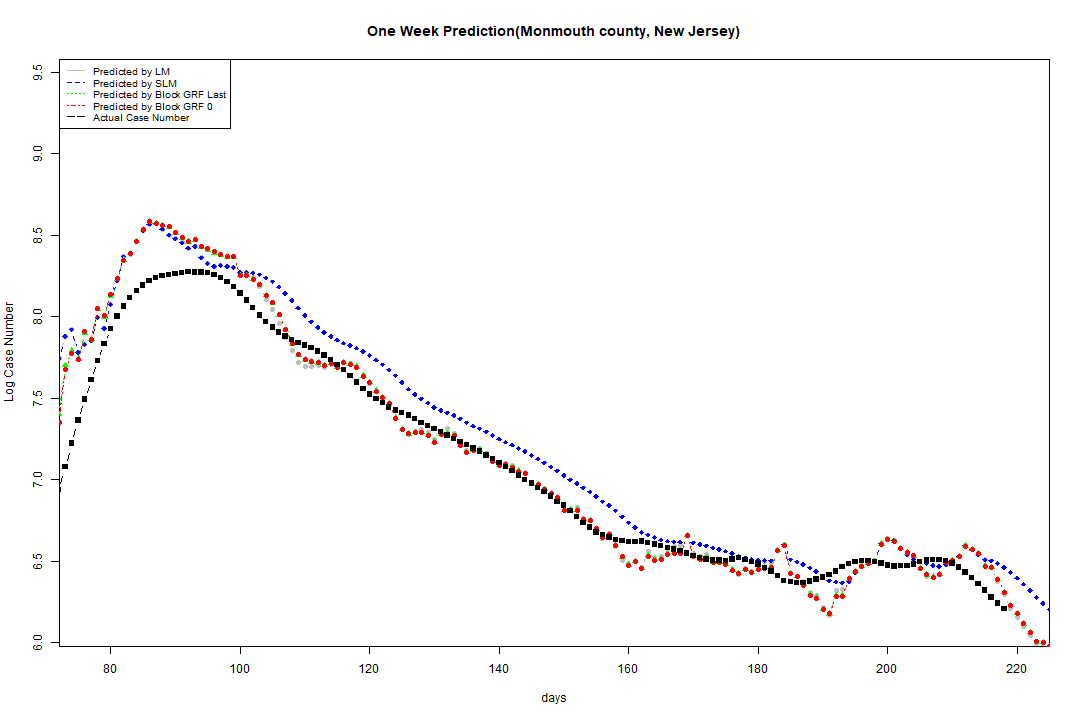 One Week Prediction(Monmouth county, New Jersey)
Predicted by LM
Predicted by SLM
Predicted by Block GRF Last
Predicted by Block GRF 0
Actual Case Number
9.5
9.0
8.5
8.0
7.5
7.0
6.5
6.0
Log Case Number
80 100 120 140 160 180 200 220
days